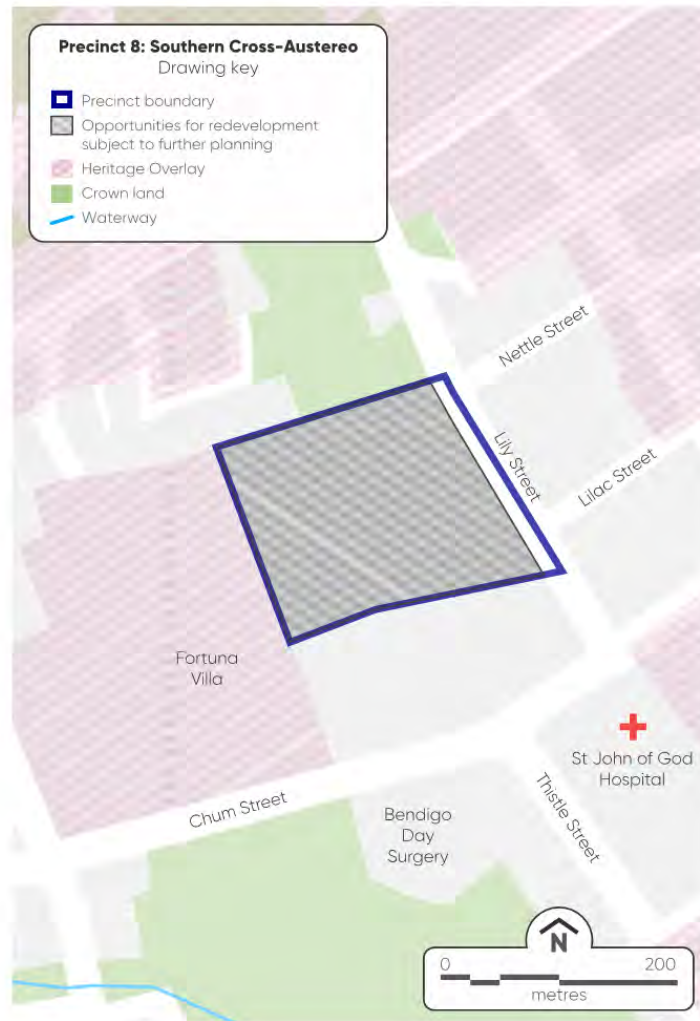 Precinct 8: Southern Cross-Austereo
Drawing key
Precinct boundary
Opportunities for redevelopment
subject to further planning
Heritage Overlay
Crown land
Waterway
Nettle Street
Lily Street
Lilac Street
Fortuna
Villa
St John of God
Hospital
Chum Street
Thistle Street
Bendigo
Day
Surgery
N
0 200
metres